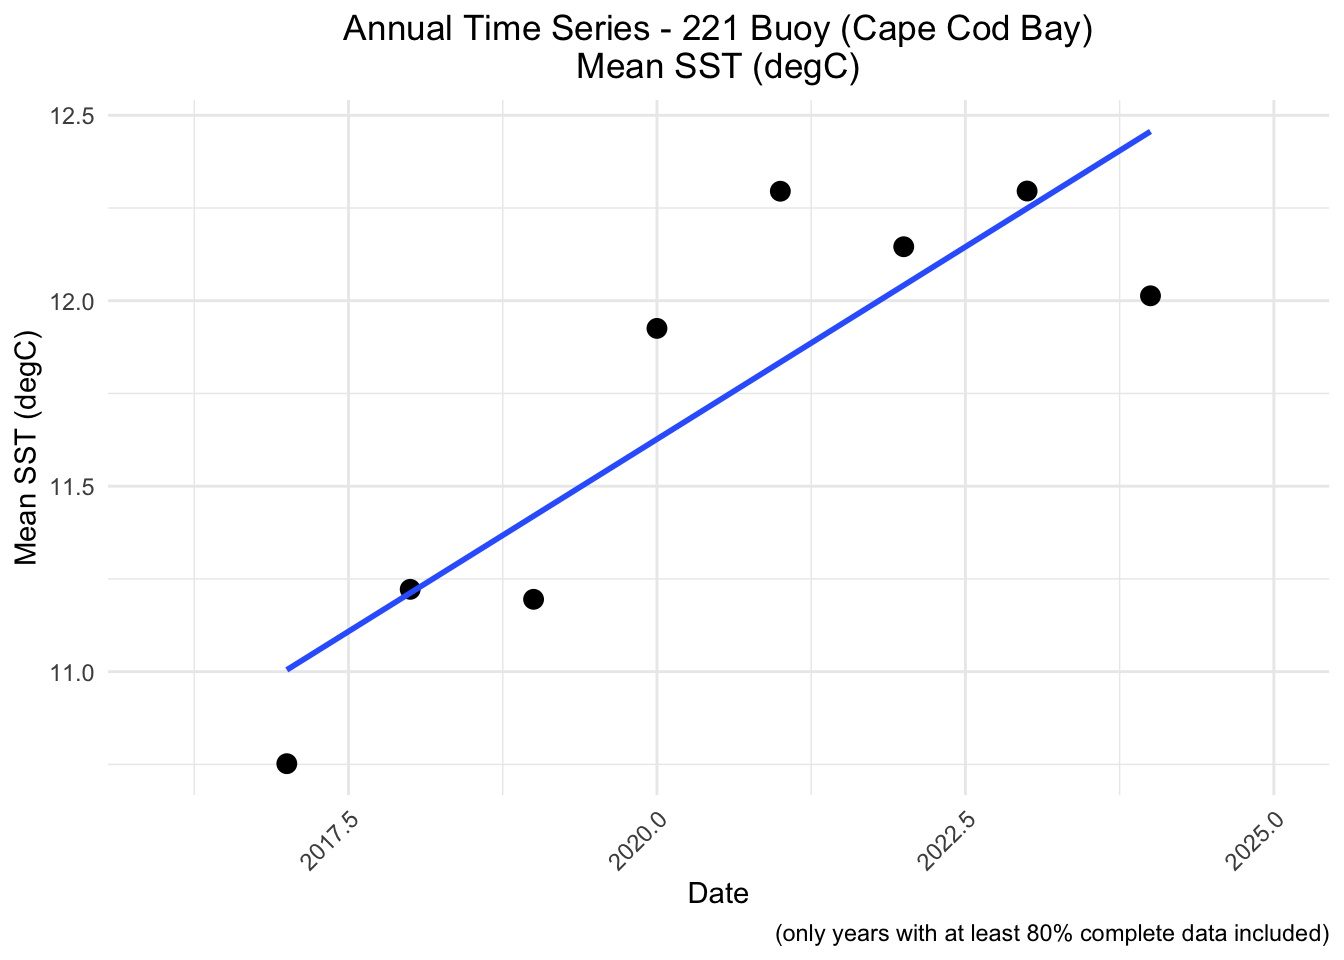 Annual Time Series - 221 Buoy (Cape Cod Bay)
Mean SST (degC)
Mean SST (degC)
12.5
12.0
11.5
11.0
2017.5
2020.0
2022.5
2025.0
Date
(only years with at least 80% complete data included)